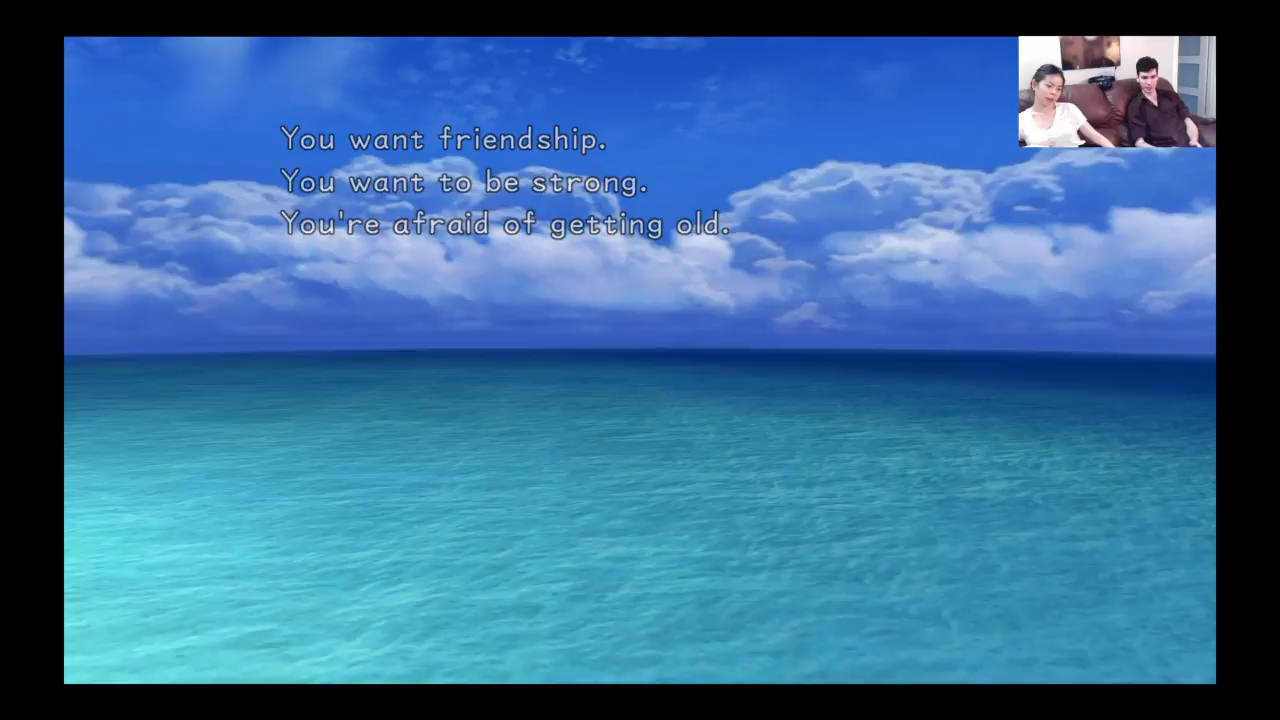 You want friendship.
You want to be strong.
You're afraid of getting old.